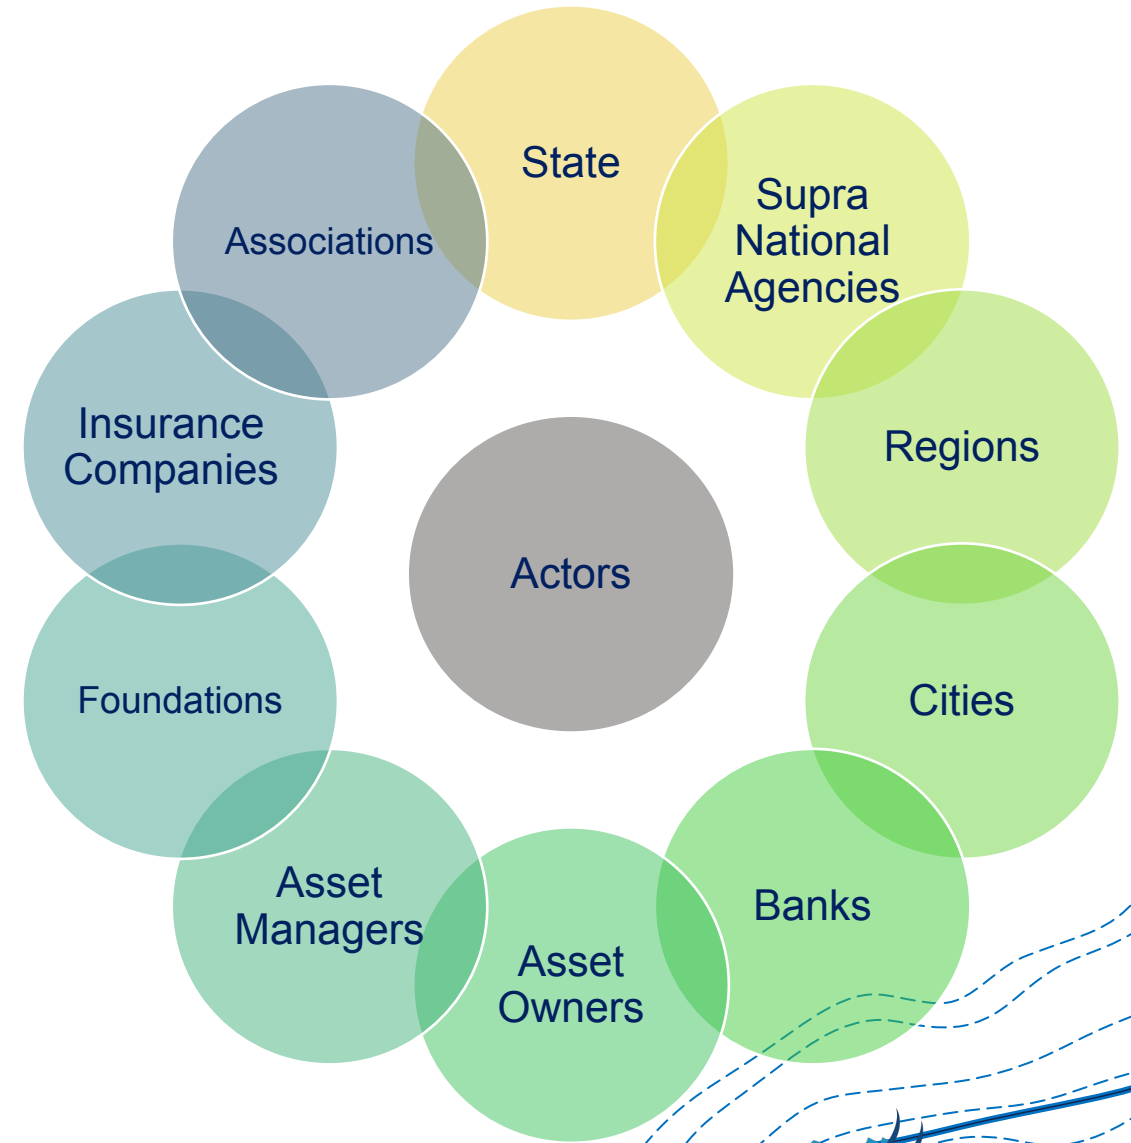 State
Supra
National
Agencies
Regions
Cities
Banks
Asset
Owners
Asset
Managers
Foundations
Insurance
Companies
Associations
Actors